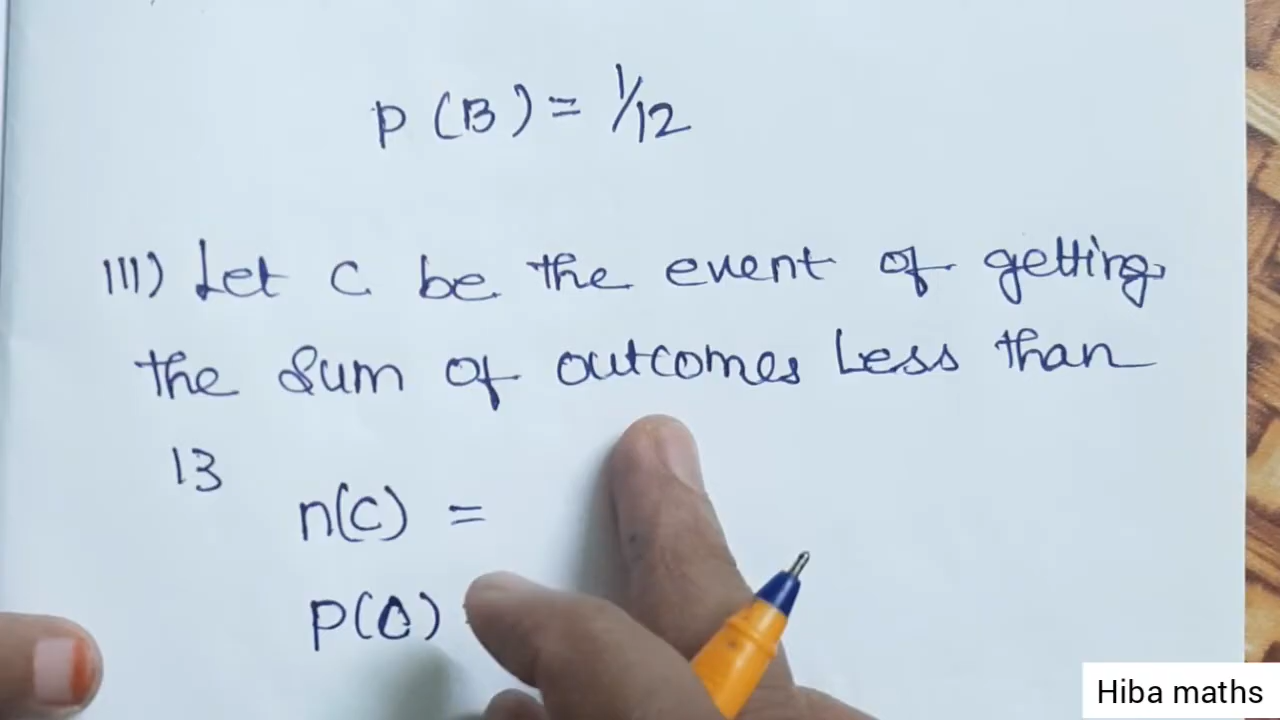 P (B) = 1/12
III) Let C be the event of getting
the sum of outcomes Less than
13
n(C) =
P(C)
Hiba maths